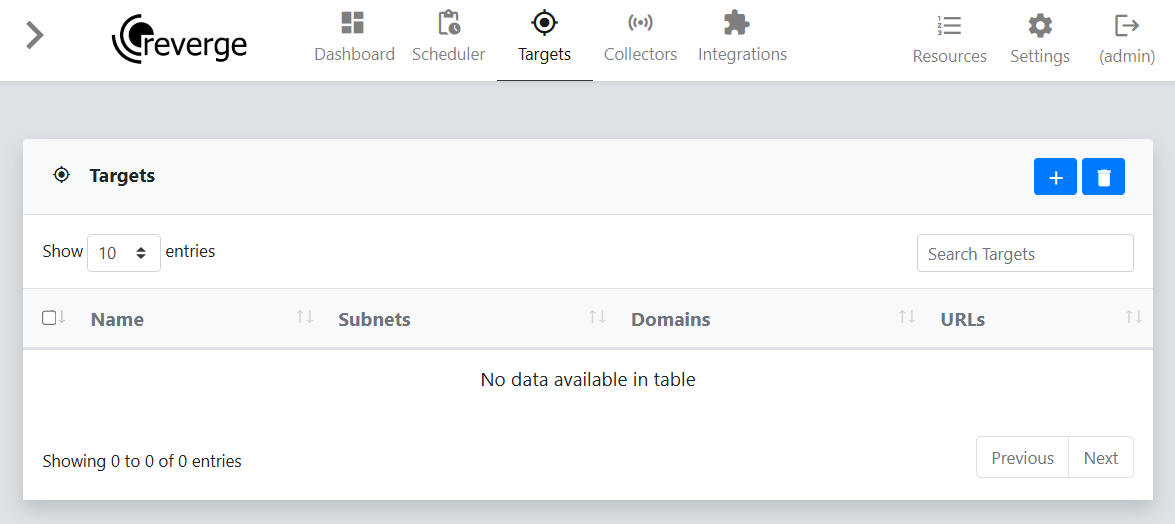 reverge
Dashboard Scheduler Targets Collectors Integrations Resources Settings (admin)
Targets
Show 10 entries Search Targets
Name Subnets Domains URLs
No data available in table
Showing 0 to 0 of 0 entries Previous Next